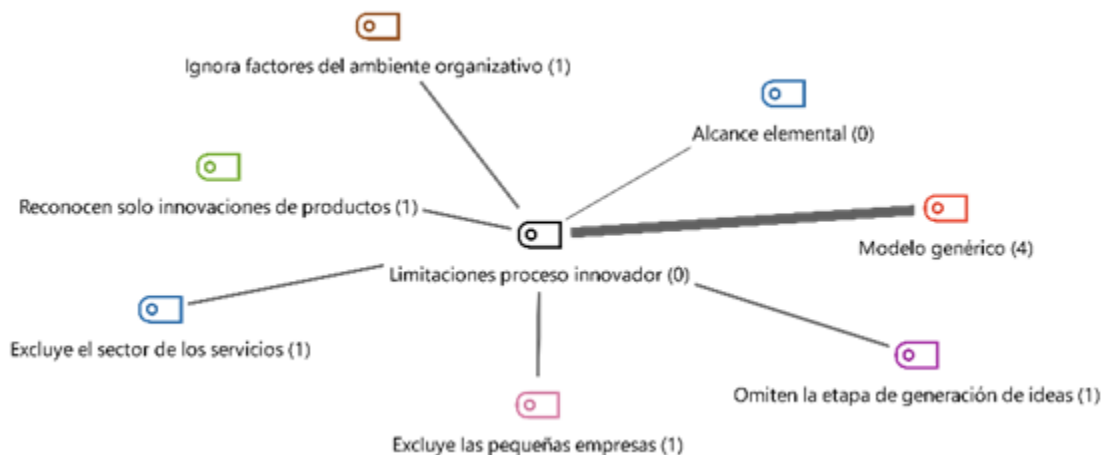 Ignora factores del ambiente organizativo (1)
Alcance elemental (0)
Reconocen solo innovaciones de productos (1)
Modelo genérico (4)
Limitaciones proceso innovador (0)
Excluye el sector de los servicios (1)
Omiten la etapa de generación de ideas (1)
Excluye las pequeñas empresas (1)